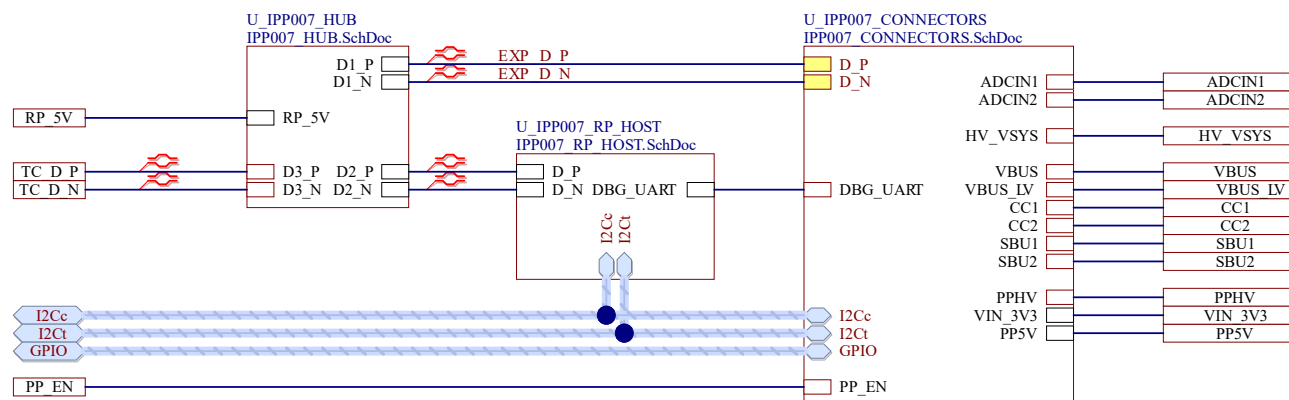 U_IPP007_HUB
IPP007_HUB.SchDoc
U_IPP007_CONNECTORS
IPP007_CONNECTORS.SchDoc
D1_P EXP_D_P D_P
D1_N EXP_D_N D_N
ADCIN1 ADCIN1
ADCIN2 ADCIN2
RP_5V RP_5V
U_IPP007_RP_HOST
IPP007_RP_HOST.SchDoc
HV_VSYS HV_VSYS
TC_D_P D3_P D2_P D_P
VBUS VBUS
TC_D_N D3_N D2_N D_N DBG_UART DBG_UART
VBUS_LV VBUS_LV
CC1 CC1
CC2 CC2
I2Cc I2Ct
SBU1 SBU1
SBU2 SBU2
PPHV PPHV
I2Cc I2Cc
VIN_3V3 VIN_3V3
I2Ct I2Ct
PP5V PP5V
GPIO GPIO
PP_EN PP_EN